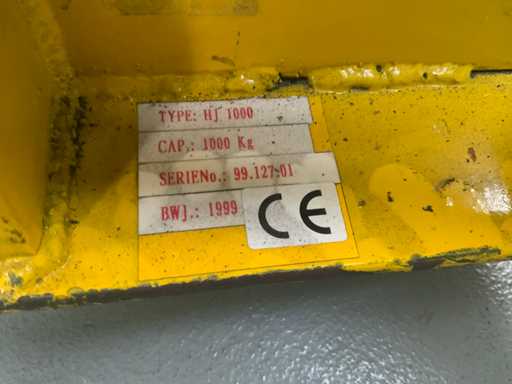 TYPE: HJ 1000
CAP.: 1000 Kg
SERIENo.: 99.127.01
BWJ.: 1999
CE